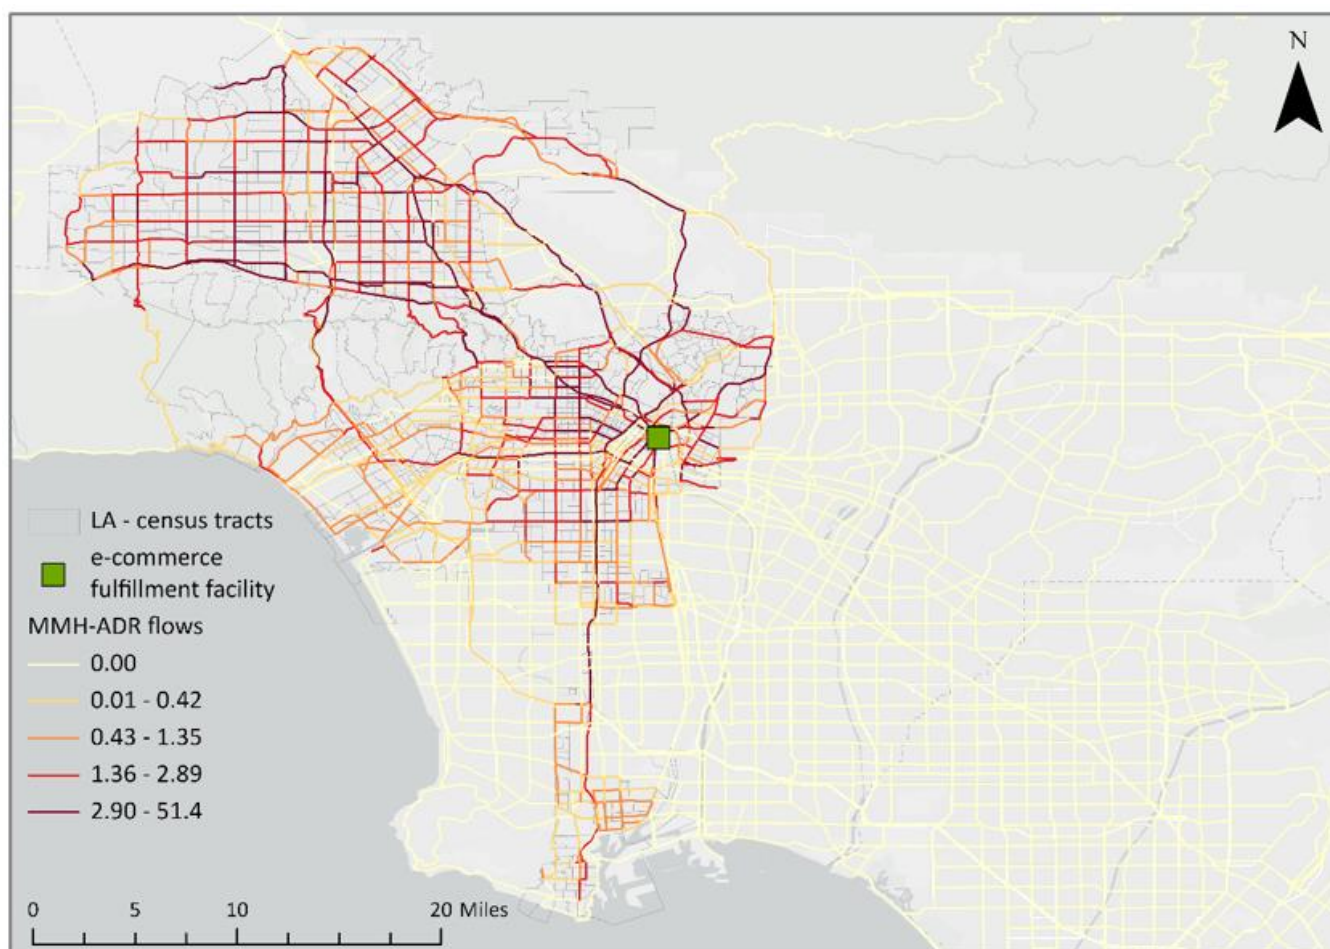 N
LA - census tracts
e-commerce
fulfillment facility
MMH-ADR flows
0.00
0.01 - 0.42
0.43 - 1.35
1.36 - 2.89
2.90 - 51.4
0 5 10 20 Miles